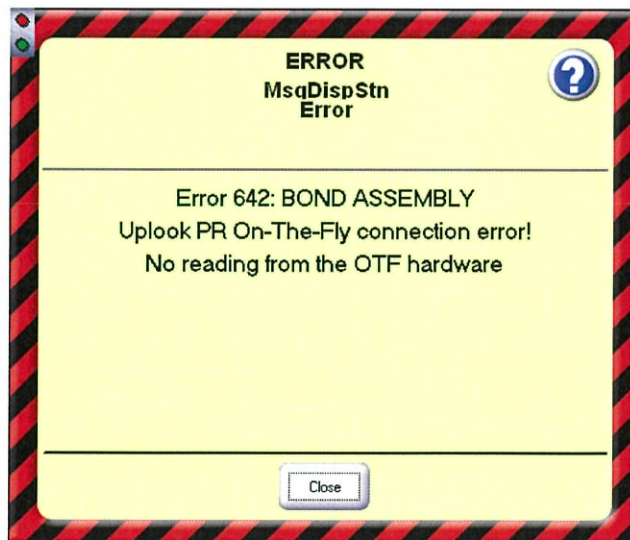 ERROR
MsgDispStn
Error
?
Error 642: BOND ASSEMBLY
Uplook PR On-The-Fly connection error!
No reading from the OTF hardware
Close